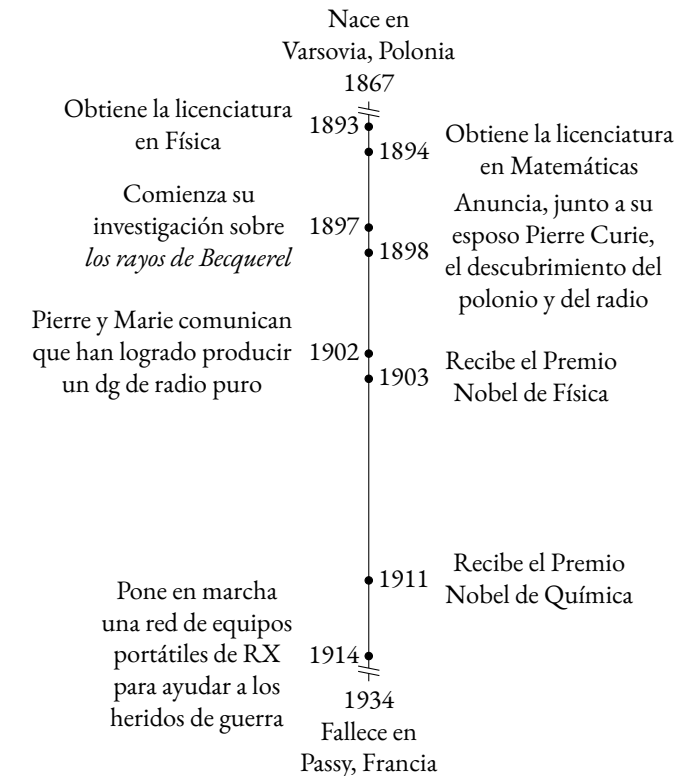 Nace en
Varsovia, Polonia
1867
Obtiene la licenciatura
en Física
1893
1894
Obtiene la licenciatura
en Matemáticas
Comienza su
investigación sobre
los rayos de Becquerel
1897
1898
Anuncia, junto a su
esposo Pierre Curie,
el descubrimiento del
polonio y del radio
Pierre y Marie comunican
que han logrado producir
un dg de radio puro
1902
1903
Recibe el Premio
Nobel de Física
1911
Recibe el Premio
Nobel de Química
Pone en marcha
una red de equipos
portátiles de RX
para ayudar a los
heridos de guerra
1914
1934
Fallece en
Passy, Francia